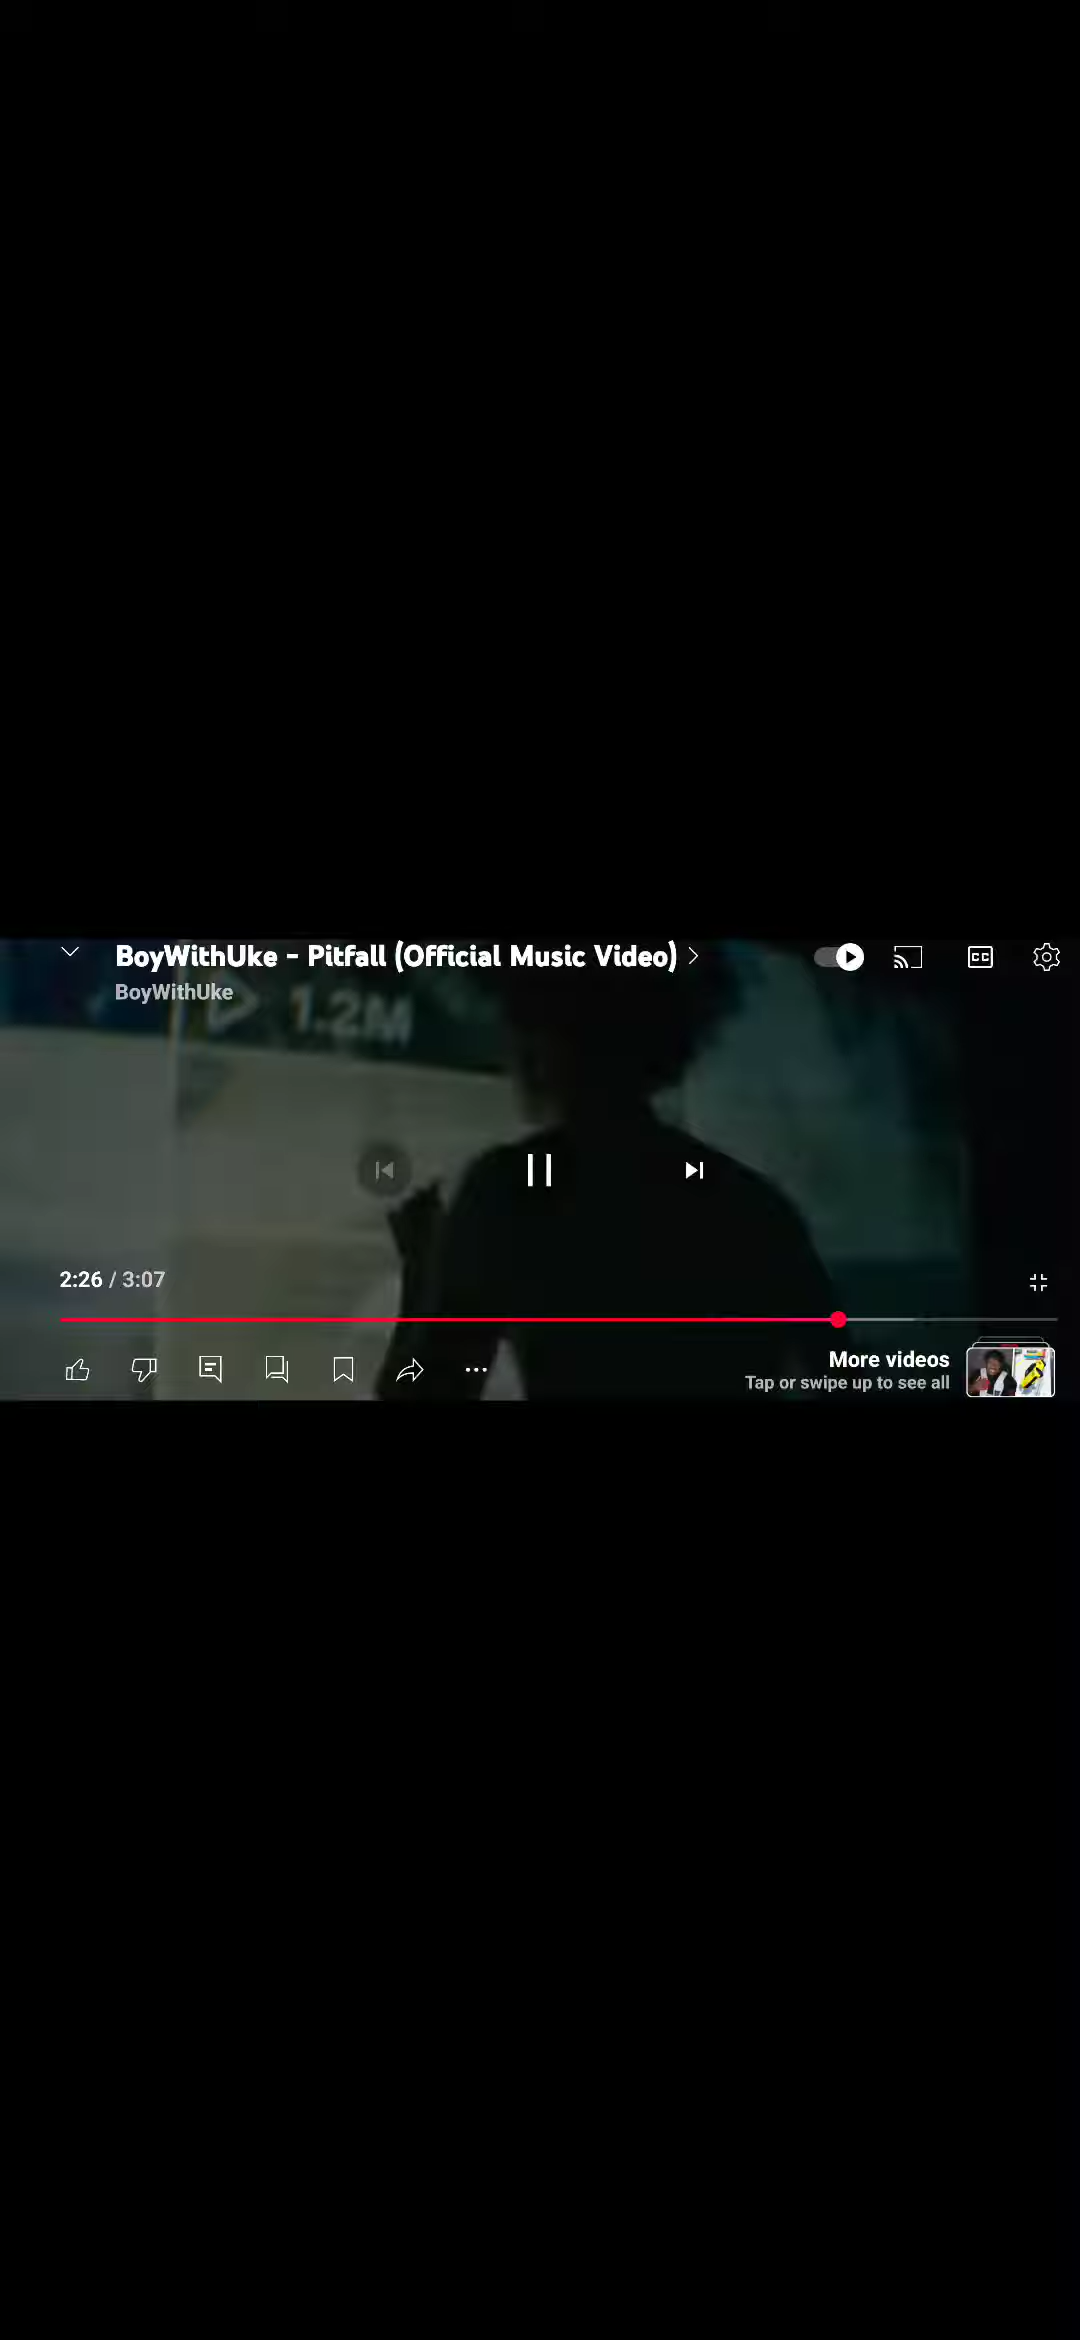 BoyWithUke - Pitfall (Official Music Video)
BoyWithUke
1.2M
CC
2:26 / 3:07
More videos
Tap or swipe up to see all